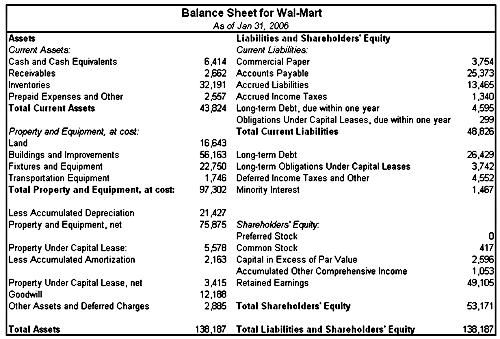 Balance Sheet for Wal-Mart
As of Jan 31, 2006
Assets Liabilities and Shareholders' Equity
Current Assets: Current Liabilities:
Cash and Cash Equivalents 6,414 Commercial Paper 3,754
Receivables 2,662 Accounts Payable 25,373
Inventories 32,191 Accrued Liabilities 13,465
Prepaid Expenses and Other 2,557 Accrued Income Taxes 1,340
Total Current Assets 43,824 Long-term Debt, due within one year 4,595
Obligations Under Capital Leases, due within one year 299
Property and Equipment, at cost: Total Current Liabilities 48,826
Land 16,643
Buildings and Improvements 56,163 Long-term Debt 26,429
Fixtures and Equipment 22,750 Long-term Obligations Under Capital Leases 3,742
Transportation Equipment 1,746 Deferred Income Taxes and Other 4,552
Total Property and Equipment, at cost: 97,302 Minority Interest 1,467
Less Accumulated Depreciation 21,427
Property and Equipment, net 75,875 Shareholders' Equity:
Preferred Stock 0
Property Under Capital Lease: 5,578 Common Stock 417
Less Accumulated Amortization 2,163 Capital in Excess of Par Value 2,596
Accumulated Other Comprehensive Income 1,053
Property Under Capital Lease, net 3,415 Retained Earnings 49,105
Goodwill 12,188
Other Assets and Deferred Charges 2,885 Total Shareholders' Equity 53,171
Total Assets 138,187 Total Liabilities and Shareholders' Equity 138,187